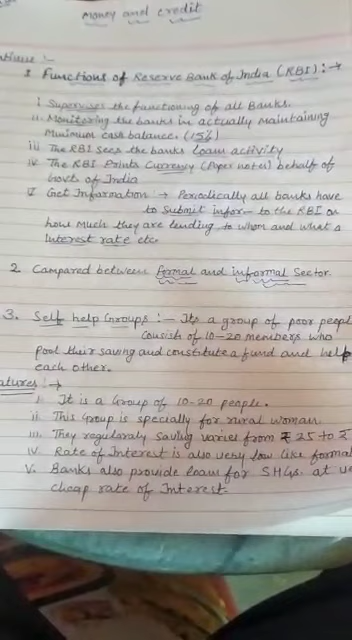 Money and credit
1 Functions of Reserve Bank of India (RBI) :→
i Supervises the functioning of all Banks.
ii. Monitoring the banks in actually maintaining
Minimum cash balance. (15%)
iii The RBI Sees the banks loan activity
iv. The RBI Prints Currency (Paper notes) behalf of
Govt. of India
V Get Information :→ Periodically all banks have
to Submit infor- to the RBI on
how Much they are lending to whom and what a
Interest rate etc.
2. Compared between formal and informal Sector.
3. Self help Groups :- Its a group of poor peopl
Consists of 10-20 members who
Pool their saving and constitute a fund and help
each other.
atures :→
i. It is a Group of 10-20 people.
ii. This Group is specially for rural woman
iii. They regularaly Saving varies from ₹ 25 to ₹
iv. Rate of Interest is also very low like formal
V. Banks also provide loan for SHGs. at
cheap rate of Interest.